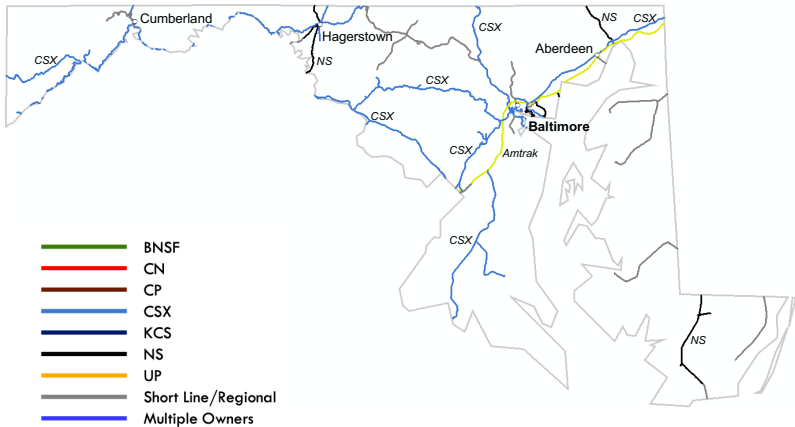 Cumberland
CSX
Hagerstown
NS
CSX
NS
CSX
Aberdeen
CSX
CSX
Baltimore
CSX
Amtrak
CSX
NS
BNSF
CN
CP
CSX
KCS
NS
UP
Short Line/Regional
Multiple Owners